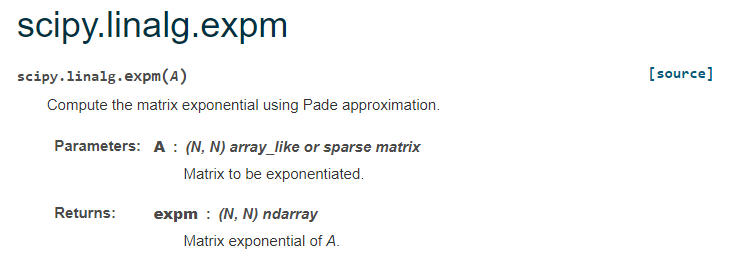 scipy.linalg.expm
scipy.linalg.expm(A) [source]
Compute the matrix exponential using Pade approximation.
Parameters: A : (N, N) array_like or sparse matrix
Matrix to be exponentiated.
Returns: expm : (N, N) ndarray
Matrix exponential of A.